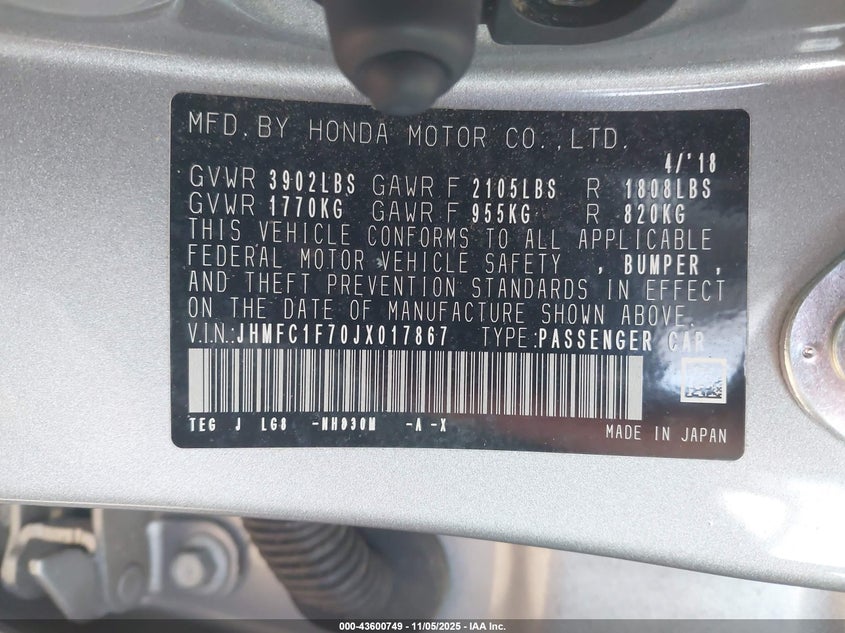 MFD. BY HONDA MOTOR CO., LTD.
4/'18
GVWR 3902LBS GAWR F 2105LBS R 1808LBS
GVWR 1770KG GAWR F 955KG R 820KG
THIS VEHICLE CONFORMS TO ALL APPLICABLE
FEDERAL MOTOR VEHICLE SAFETY , BUMPER ,
AND THEFT PREVENTION STANDARDS IN EFFECT
ON THE DATE OF MANUFACTURE SHOWN ABOVE.
V.I.N.:JHMFC1F70JX017867 TYPE:PASSENGER CAR
TEG J LG8 -NH830M -A -X
MADE IN JAPAN
000-43600749 — 11/05/2025 — IAA Inc.